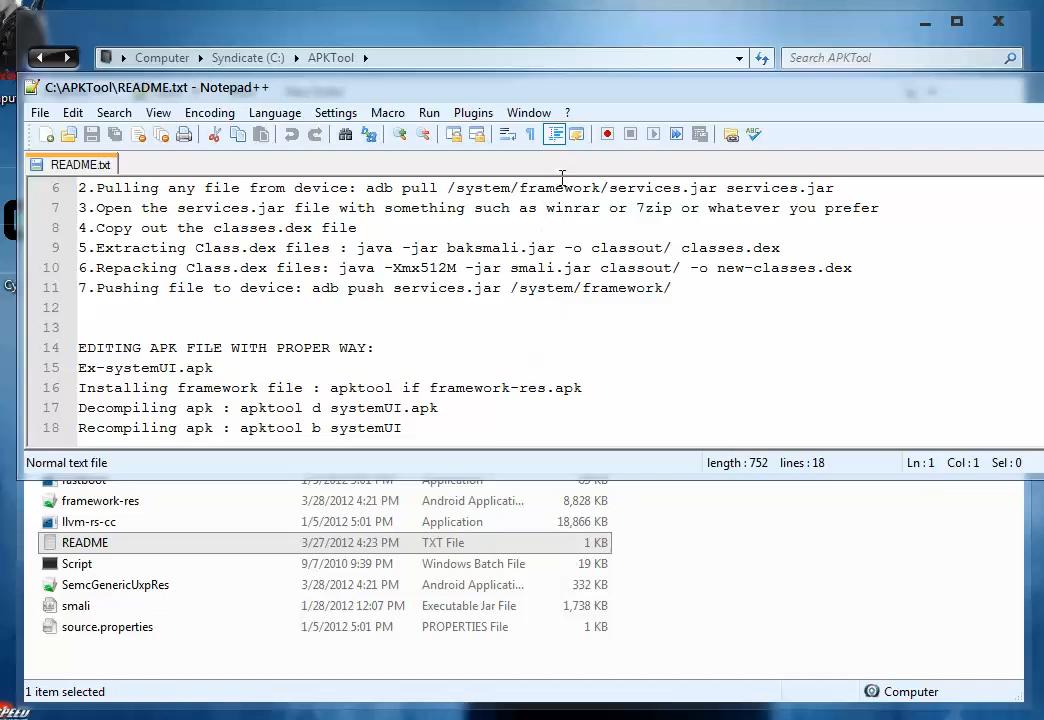 Computer Syndicate (C:) APKTool Search APKTool
C:\APKTool\README.txt - Notepad++
File Edit Search View Encoding Language Settings Macro Run Plugins Window ?
README.txt
6 2.Pulling any file from device: adb pull /system/framework/services.jar services.jar
7 3.Open the services.jar file with something such as winrar or 7zip or whatever you prefer
8 4.Copy out the classes.dex file
9 5.Extracting Class.dex files : java -jar baksmali.jar -o classout/ classes.dex
10 6.Repacking Class.dex files: java -Xmx512M -jar smali.jar classout/ -o new-classes.dex
11 7.Pushing file to device: adb push services.jar /system/framework/
12
13
14 EDITING APK FILE WITH PROPER WAY:
15 Ex-systemUI.apk
16 Installing framework file : apktool if framework-res.apk
17 Decompiling apk : apktool d systemUI.apk
18 Recompiling apk : apktool b systemUI
Normal text file length : 752 lines : 18 Ln : 1 Col : 1 Sel : 0
fastboot 1/5/2012 5:01 PM Application
framework-res 3/28/2012 4:21 PM Android Applicati... 8,828 KB
llvm-rs-cc 1/5/2012 5:01 PM Application 18,866 KB
README 3/27/2012 4:23 PM TXT File 1 KB
Script 9/7/2010 9:39 PM Windows Batch File 19 KB
SemcGenericUxpRes 3/28/2012 4:21 PM Android Applicati... 332 KB
smali 1/28/2012 12:07 PM Executable Jar File 1,738 KB
source.properties 1/5/2012 5:01 PM PROPERTIES File 1 KB
1 item selected Computer